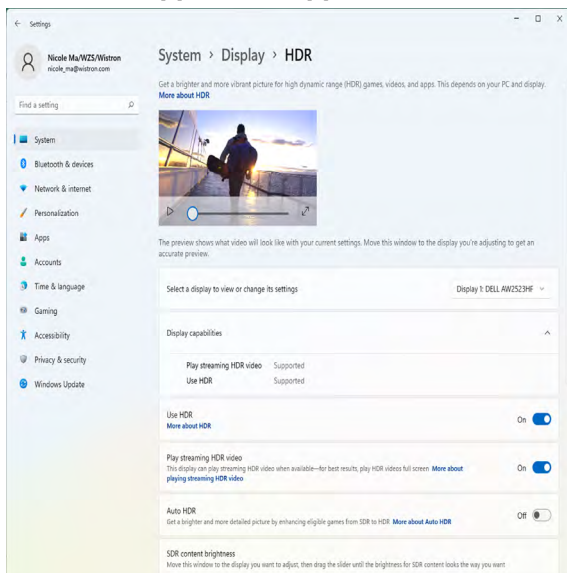 ← Settings
Nicole Ma/WZS/Wistron
nicole_ma@wistron.com
Find a setting
System
Bluetooth & devices
Network & internet
Personalization
Apps
Accounts
Time & language
Gaming
Accessibility
Privacy & security
Windows Update
System > Display > HDR
Get a brighter and more vibrant picture for high dynamic range (HDR) games, videos, and apps. This depends on your PC and display.
More about HDR
The preview shows what video will look like with your current settings. Move this window to the display you're adjusting to get an
accurate preview.
Select a display to view or change its settings
Display 1: DELL AW2523HF
Display capabilities
Play streaming HDR video Supported
Use HDR Supported
Use HDR
More about HDR
On
Play streaming HDR video
This display can play streaming HDR video when available—for best results, play HDR videos full screen More about
playing streaming HDR video
On
Auto HDR
Get a brighter and more detailed picture by enhancing eligible games from SDR to HDR More about Auto HDR
Off
SDR content brightness
Move this window to the display you want to adjust, then drag the slider until the brightness for SDR content looks the way you want